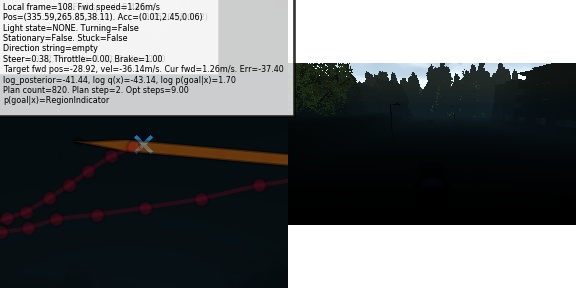 Local frame=108. Fwd speed=1.26m/s
Pos=(335.59,265.85,38.11). Acc=(0.01,2.45,0.06)
Light state=NONE. Turning=False
Stationary=False. Stuck=False
Direction string=empty
Steer=0.38, Throttle=0.00, Brake=1.00
Target fwd pos=-28.92, vel=-36.14m/s. Cur fwd=1.26m/s. Err=-37.40
log_posterior=-41.44, log q(x)=-43.14, log p(goal|x)=1.70
Plan count=820. Plan step=2. Opt steps=9.00
p(goal|x)=RegionIndicator